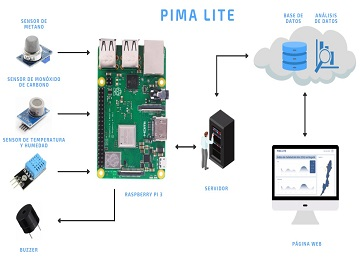 PIMA LITE
SENSOR DE
METANO
SENSOR DE MONÓXIDO
DE CARBONO
SENSOR DE TEMPERATURA
Y HUMEDAD
BUZZER
RASPBERRY PI 3
SERVIDOR
BASE DE
DATOS
ANÁLISIS
DE DATOS
PÁGINA WEB